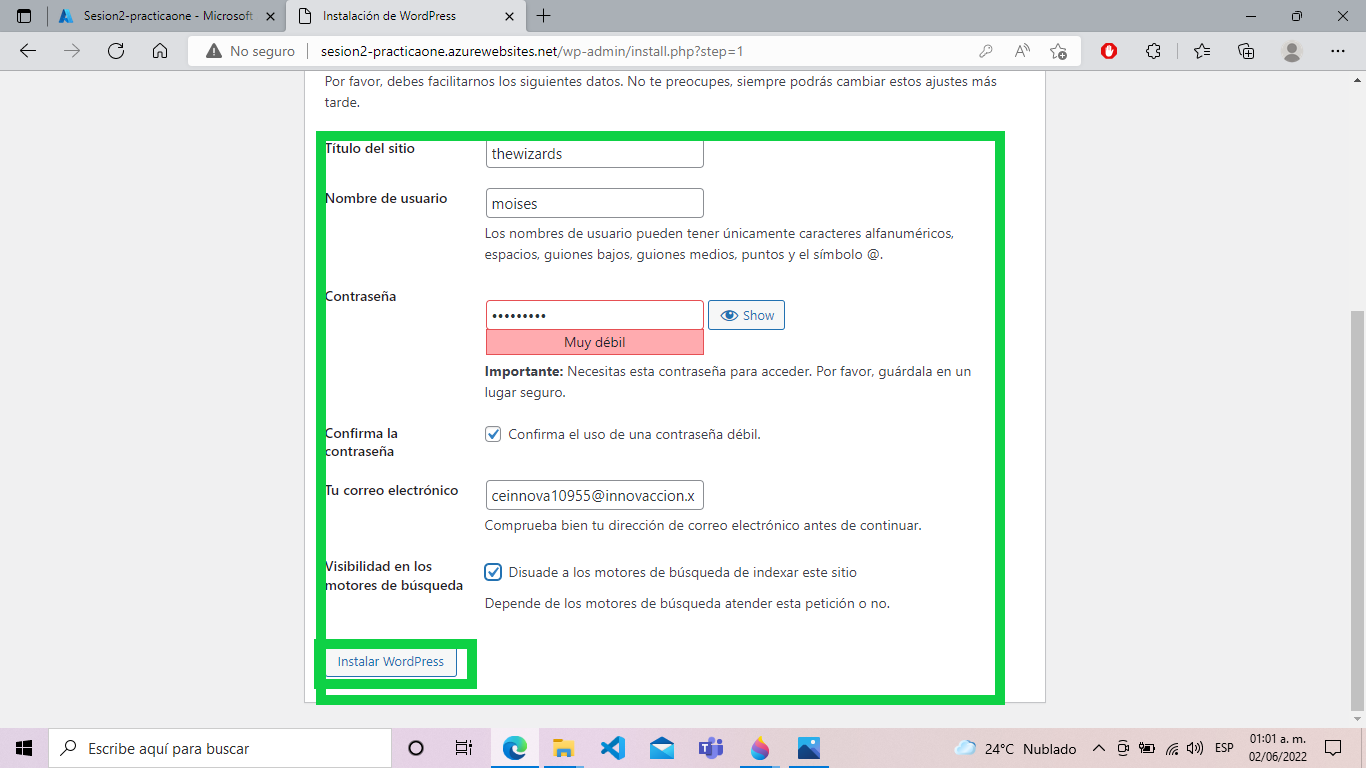 Sesion2-practicaone - Microsoft
Instalación de WordPress
No seguro
sesion2-practicaone.azurewebsites.net/wp-admin/install.php?step=1
Por favor, debes facilitarnos los siguientes datos. No te preocupes, siempre podrás cambiar estos ajustes más
tarde.
Título del sitio
thewizards
Nombre de usuario
moises
Los nombres de usuario pueden tener únicamente caracteres alfanuméricos,
espacios, guiones bajos, guiones medios, puntos y el símbolo @.
Contraseña
•••••••••
Show
Muy débil
Importante: Necesitas esta contraseña para acceder. Por favor, guárdala en un
lugar seguro.
Confirma la
contraseña
Confirma el uso de una contraseña débil.
Tu correo electrónico
ceinnova10955@innovaccion.x
Comprueba bien tu dirección de correo electrónico antes de continuar.
Visibilidad en los
motores de búsqueda
Disuade a los motores de búsqueda de indexar este sitio
Depende de los motores de búsqueda atender esta petición o no.
Instalar WordPress
Escribe aquí para buscar
24°C Nublado
ESP
01:01 a. m.
02/06/2022